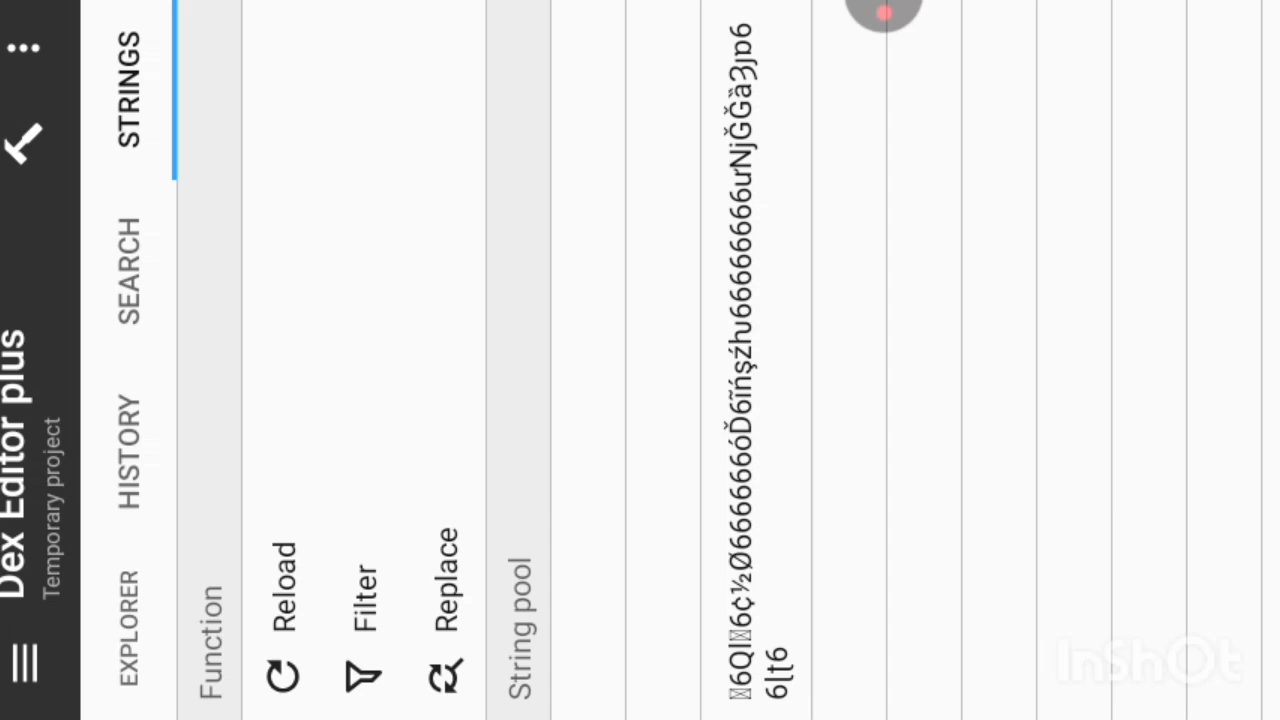 Dex Editor plus
Temporary project
EXPLORER
HISTORY
SEARCH
STRINGS
Function
Reload
Filter
Replace
String pool
InShOt